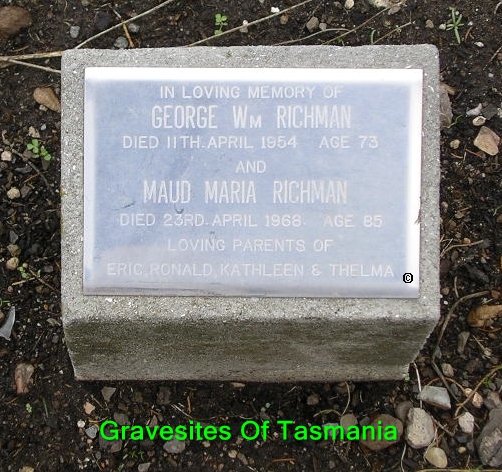 IN LOVING MEMORY OF
GEORGE WM RICHMAN
DIED 11TH. APRIL 1954 AGE 73
AND
MAUD MARIA RICHMAN
DIED 23RD. APRIL 1968 AGE 85
LOVING PARENTS OF
ERIC, RONALD, KATHLEEN & THELMA
©
Gravesites Of Tasmania